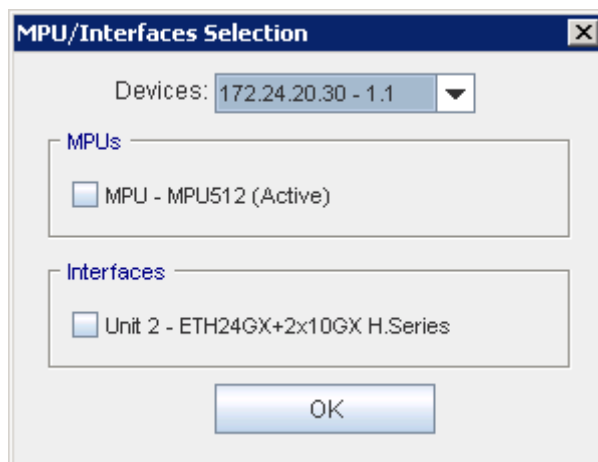 MPU/Interfaces Selection
Devices: 172.24.20.30 - 1.1
MPUs
MPU - MPU512 (Active)
Interfaces
Unit 2 - ETH24GX+2x10GX H.Series
OK